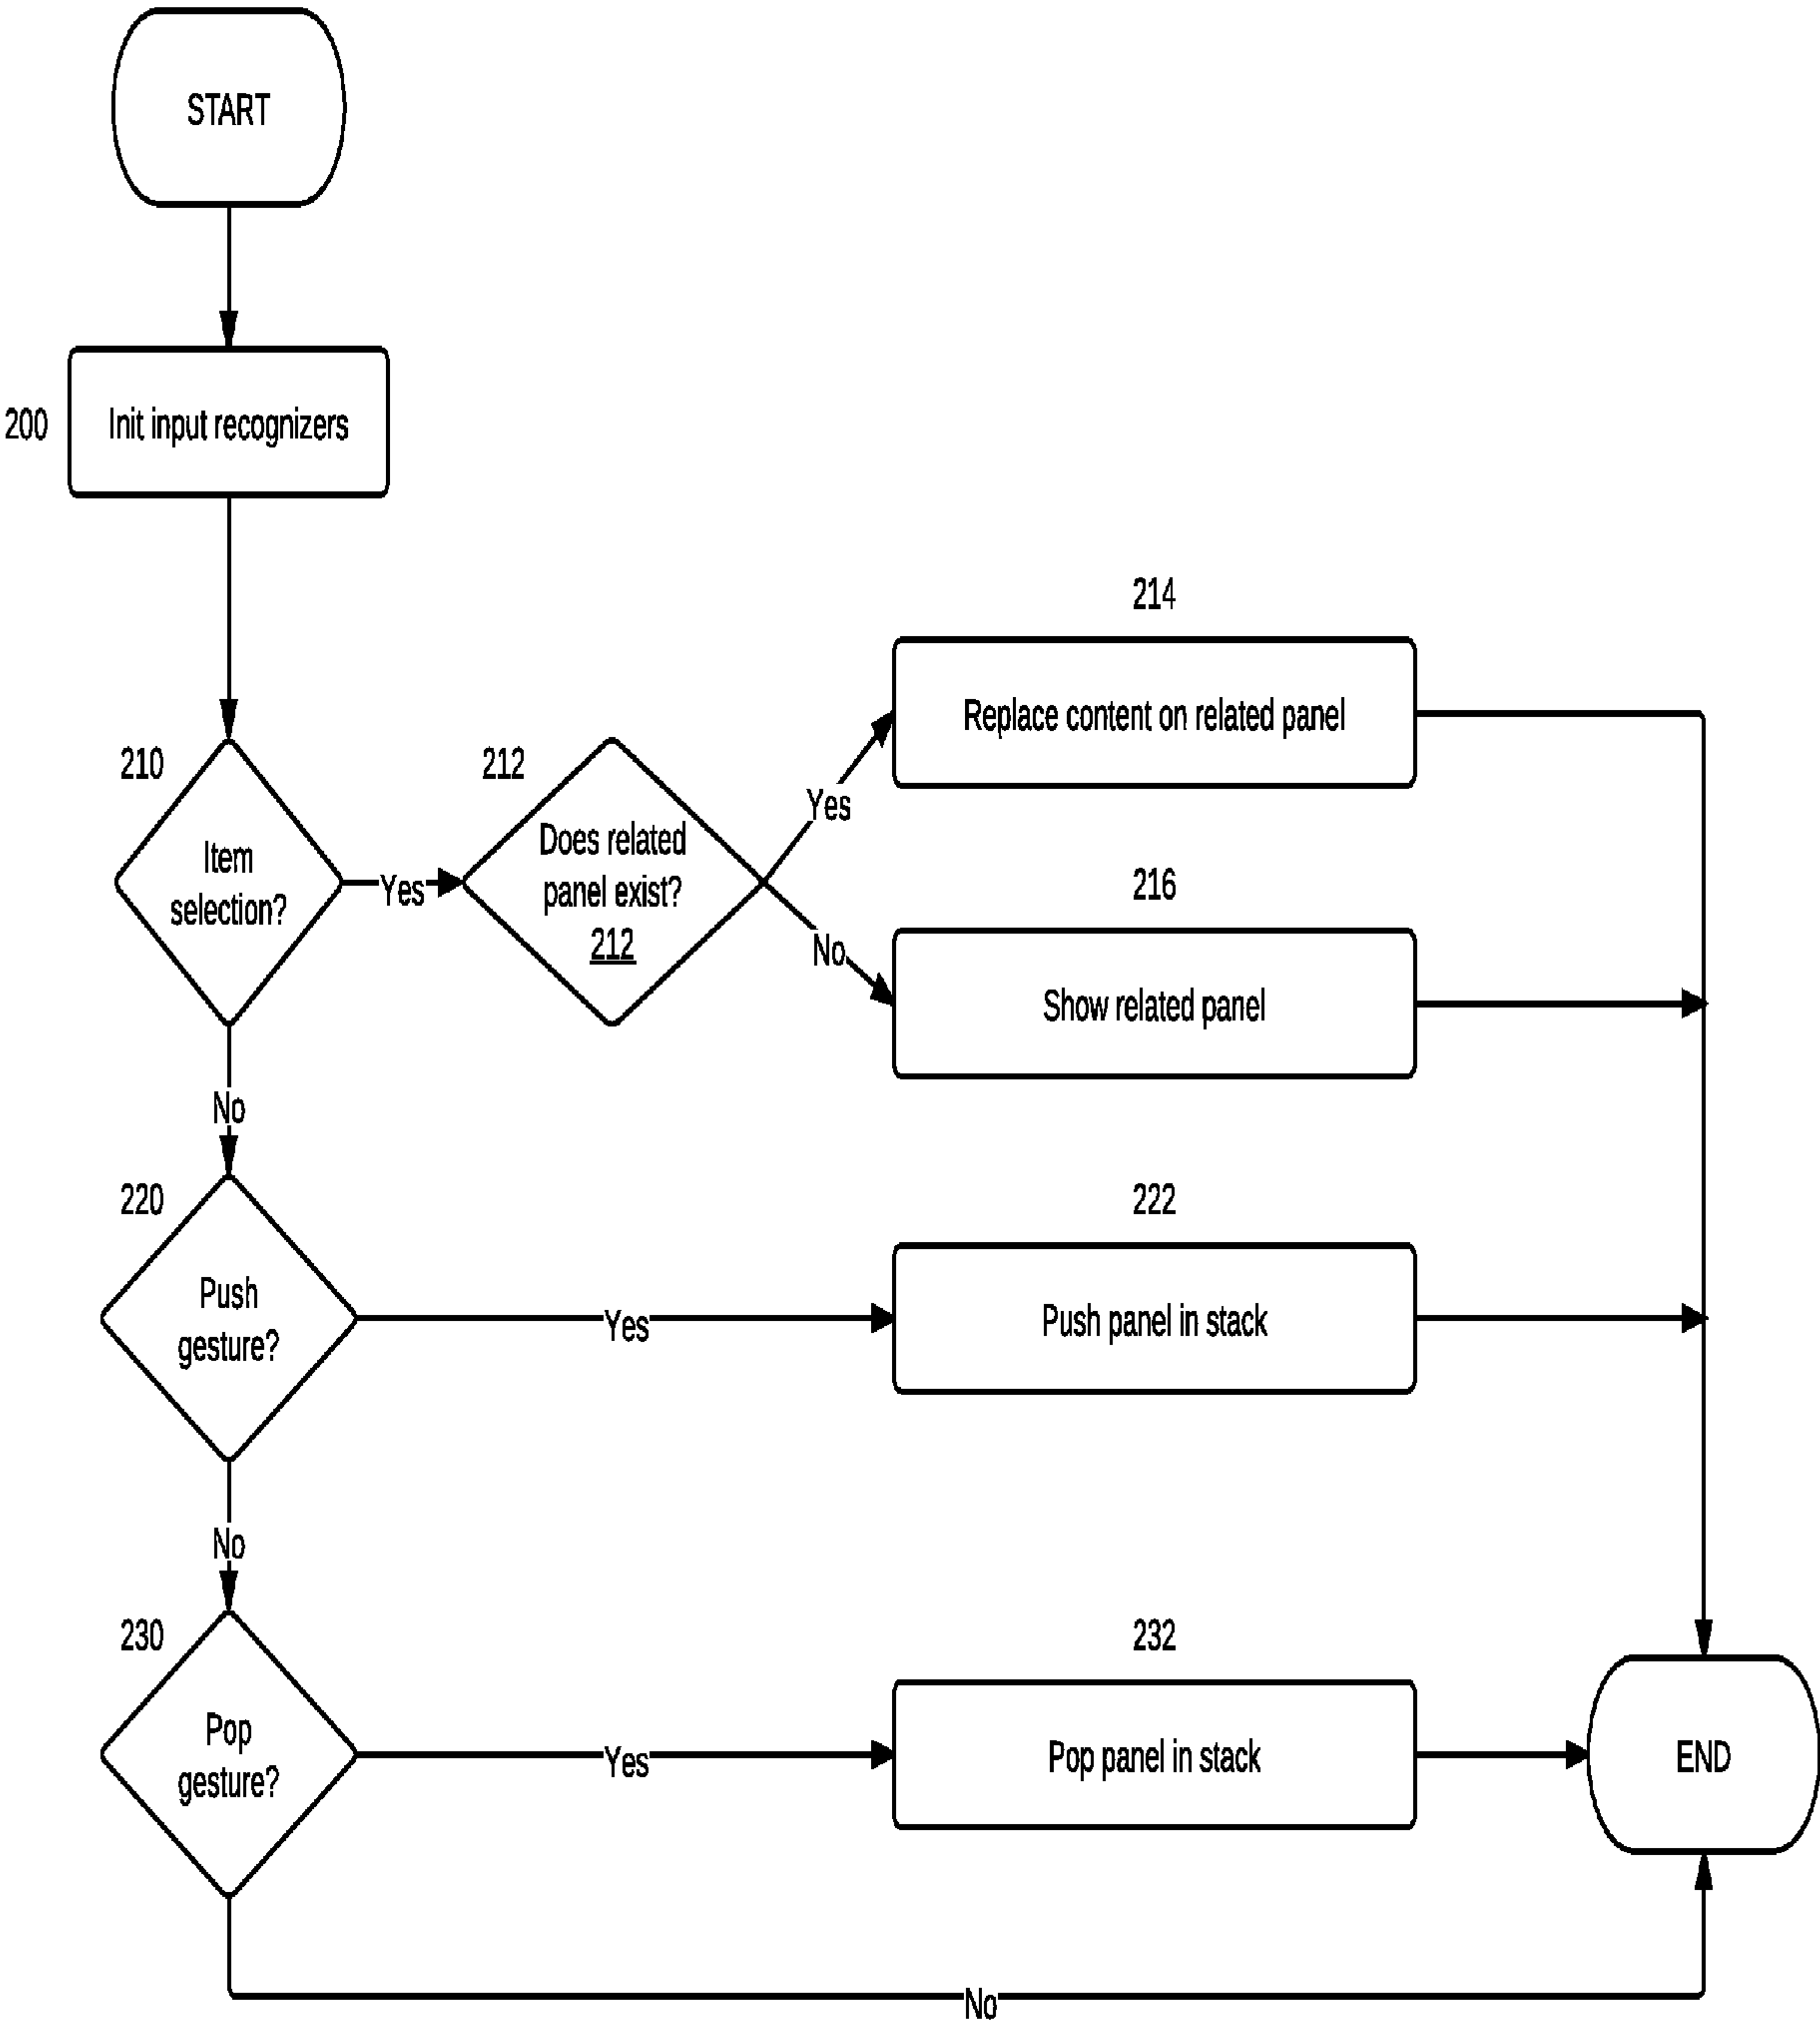 START
200
Init input recognizers
214
Replace content on related panel
210
212
Item
selection?
Yes
Does related
panel exist?
212
Yes
No
216
Show related panel
No
220
222
Push
gesture?
Yes
Push panel in stack
No
230
232
Pop
gesture?
Yes
Pop panel in stack
END
No